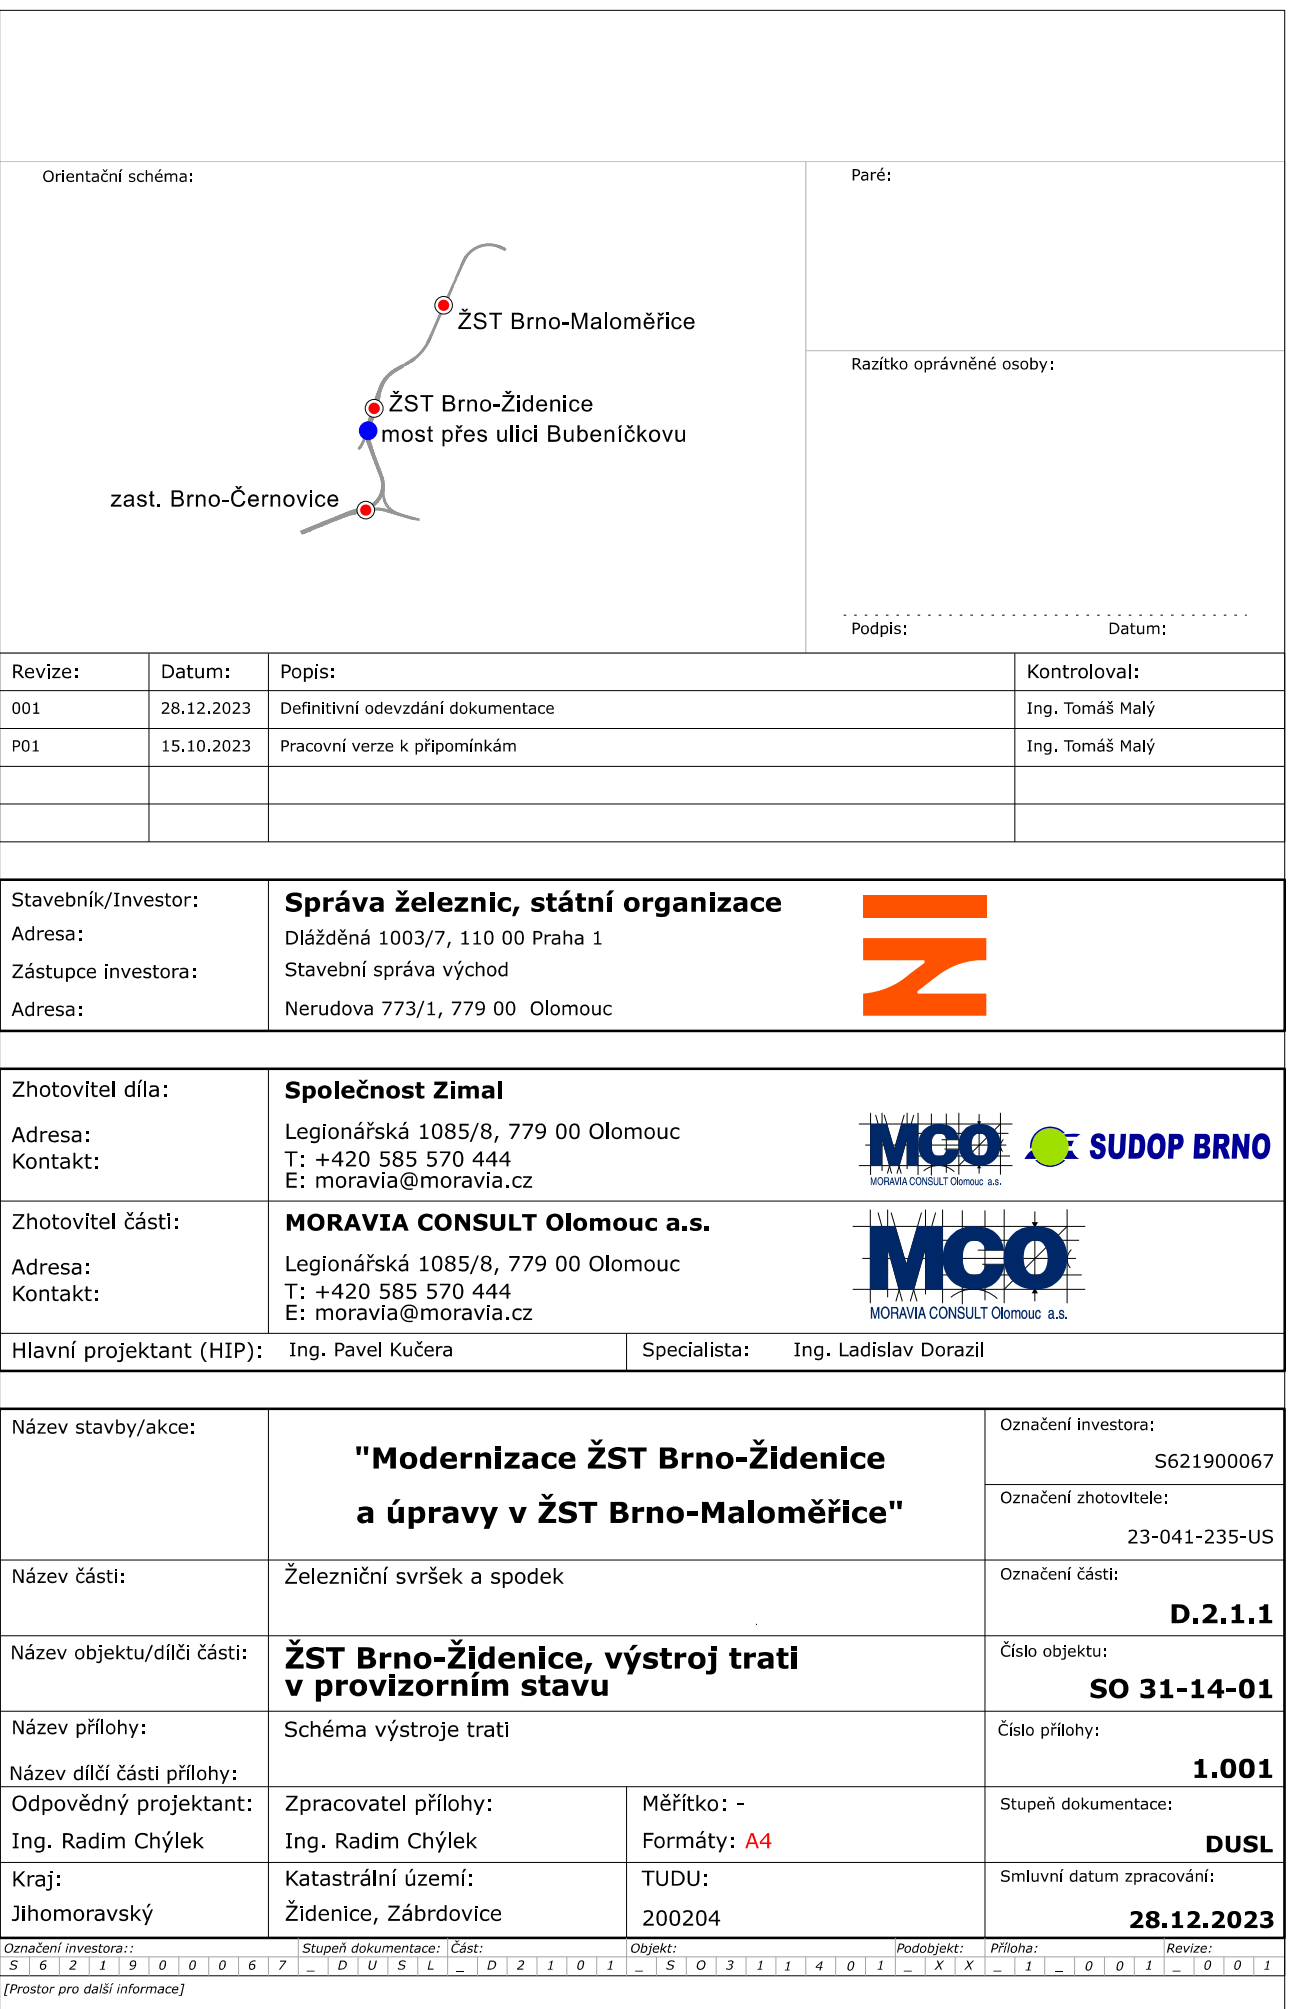 Orientační schéma:
Paré:
ŽST Brno-Maloměřice
ŽST Brno-Židenice
most přes ulici Bubeníčkovu
zast. Brno-Černovice
Razítko oprávněné osoby:
Podpis: Datum:
Revize: Datum: Popis: Kontroloval:
001 28.12.2023 Definitivní odevzdání dokumentace Ing. Tomáš Malý
P01 15.10.2023 Pracovní verze k připomínkám Ing. Tomáš Malý
Stavebník/Investor: Správa železnic, státní organizace
Adresa: Dlážděná 1003/7, 110 00 Praha 1
Zástupce investora: Stavební správa východ
Adresa: Nerudova 773/1, 779 00 Olomouc
Zhotovitel díla: Společnost Zimal
Adresa: Legionářská 1085/8, 779 00 Olomouc
Kontakt: T: +420 585 570 444
E: moravia@moravia.cz
MCO
MORAVIA CONSULT Olomouc a.s.
SUDOP BRNO
Zhotovitel části: MORAVIA CONSULT Olomouc a.s.
Adresa: Legionářská 1085/8, 779 00 Olomouc
Kontakt: T: +420 585 570 444
E: moravia@moravia.cz
MCO
MORAVIA CONSULT Olomouc a.s.
Hlavní projektant (HIP): Ing. Pavel Kučera Specialista: Ing. Ladislav Dorazil
Název stavby/akce:
"Modernizace ŽST Brno-Židenice
a úpravy v ŽST Brno-Maloměřice"
Označení investora:
S621900067
Označení zhotovitele:
23-041-235-US
Název části: Železniční svršek a spodek
Označení části:
D.2.1.1
Název objektu/dílči části: ŽST Brno-Židenice, výstroj trati
v provizorním stavu
Číslo objektu:
SO 31-14-01
Název přílohy: Schéma výstroje trati
Číslo přílohy:
1.001
Název dílčí části přílohy:
Odpovědný projektant: Zpracovatel přílohy: Měřítko: - Stupeň dokumentace:
Ing. Radim Chýlek Ing. Radim Chýlek Formáty: A4 DUSL
Kraj: Katastrální území: TUDU: Smluvní datum zpracování:
Jihomoravský Židenice, Zábrdovice 200204 28.12.2023
Označení investora:: Stupeň dokumentace: Část: Objekt: Podobjekt: Příloha: Revize:
S 6 2 1 9 0 0 0 6 7 _ D U S L _ D 2 1 0 1 _ S O 3 1 1 4 0 1 _ X X _ 1 _ 0 0 1 _ 0 0 1
[Prostor pro další informace]